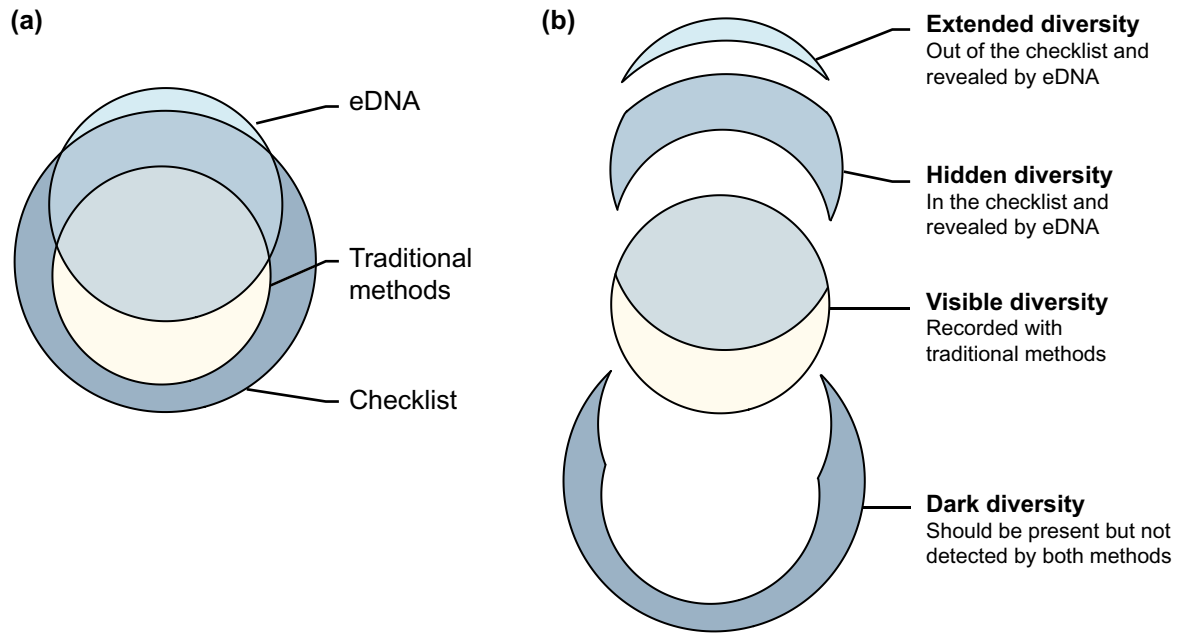 (a)
eDNA
Traditional
methods
Checklist
(b)
Extended diversity
Out of the checklist and
revealed by eDNA
Hidden diversity
In the checklist and
revealed by eDNA
Visible diversity
Recorded with
traditional methods
Dark diversity
Should be present but not
detected by both methods